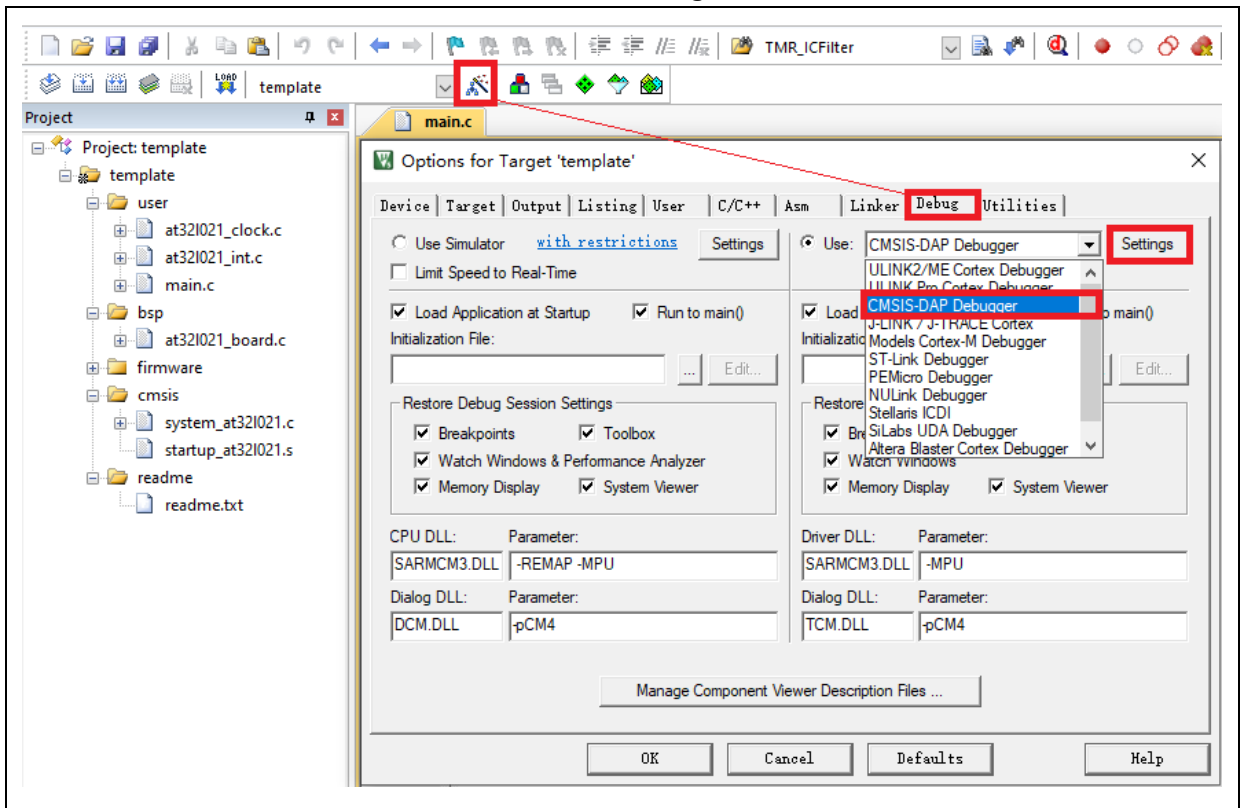 TMR_ICFilter
LOAD
template
Project
main.c
Project: template
template
user
at32l021_clock.c
at32l021_int.c
main.c
bsp
at32l021_board.c
firmware
cmsis
system_at32l021.c
startup_at32l021.s
readme
readme.txt
Options for Target 'template'
Device Target Output Listing User C/C++ Asm Linker Debug Utilities
Use Simulator with restrictions Settings
Limit Speed to Real-Time
Load Application at Startup Run to main()
Initialization File:
... Edit...
Restore Debug Session Settings
Breakpoints Toolbox
Watch Windows & Performance Analyzer
Memory Display System Viewer
CPU DLL: Parameter:
SARMCM3.DLL -REMAP -MPU
Dialog DLL: Parameter:
DCM.DLL -pCM4
Use: CMSIS-DAP Debugger Settings
ULINK2/ME Cortex Debugger
ULINK Pro Cortex Debugger
CMSIS-DAP Debugger
J-LINK / J-TRACE Cortex
Models Cortex-M Debugger
ST-Link Debugger
PEMicro Debugger
NULink Debugger
Stellaris ICDI
SiLabs UDA Debugger
Altera Blaster Cortex Debugger
Load o main()
Initializatio
Edit...
Restore
Bre
Watch Windows
Memory Display System Viewer
Driver DLL: Parameter:
SARMCM3.DLL -MPU
Dialog DLL: Parameter:
TCM.DLL -pCM4
Manage Component Viewer Description Files ...
OK Cancel Defaults Help